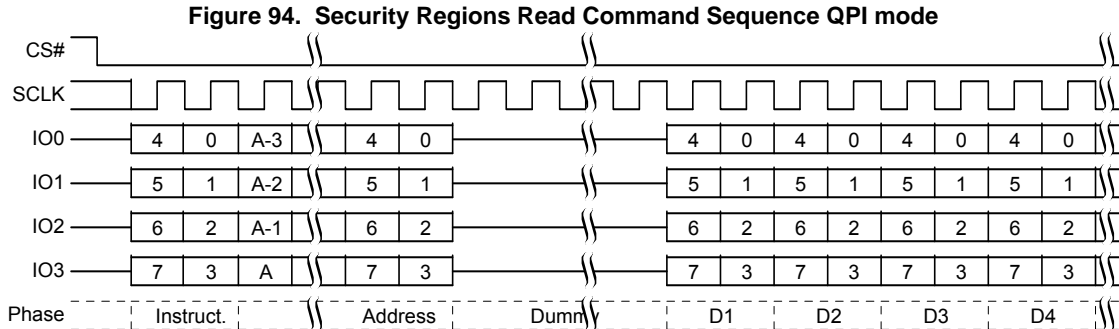 Figure 94. Security Regions Read Command Sequence QPI mode
CS#
SCLK
IO0 4 0 A-3 4 0 4 0 4 0 4 0 4 0
IO1 5 1 A-2 5 1 5 1 5 1 5 1 5 1
IO2 6 2 A-1 6 2 6 2 6 2 6 2 6 2
IO3 7 3 A 7 3 7 3 7 3 7 3 7 3
Phase Instruct. Address Dummy D1 D2 D3 D4